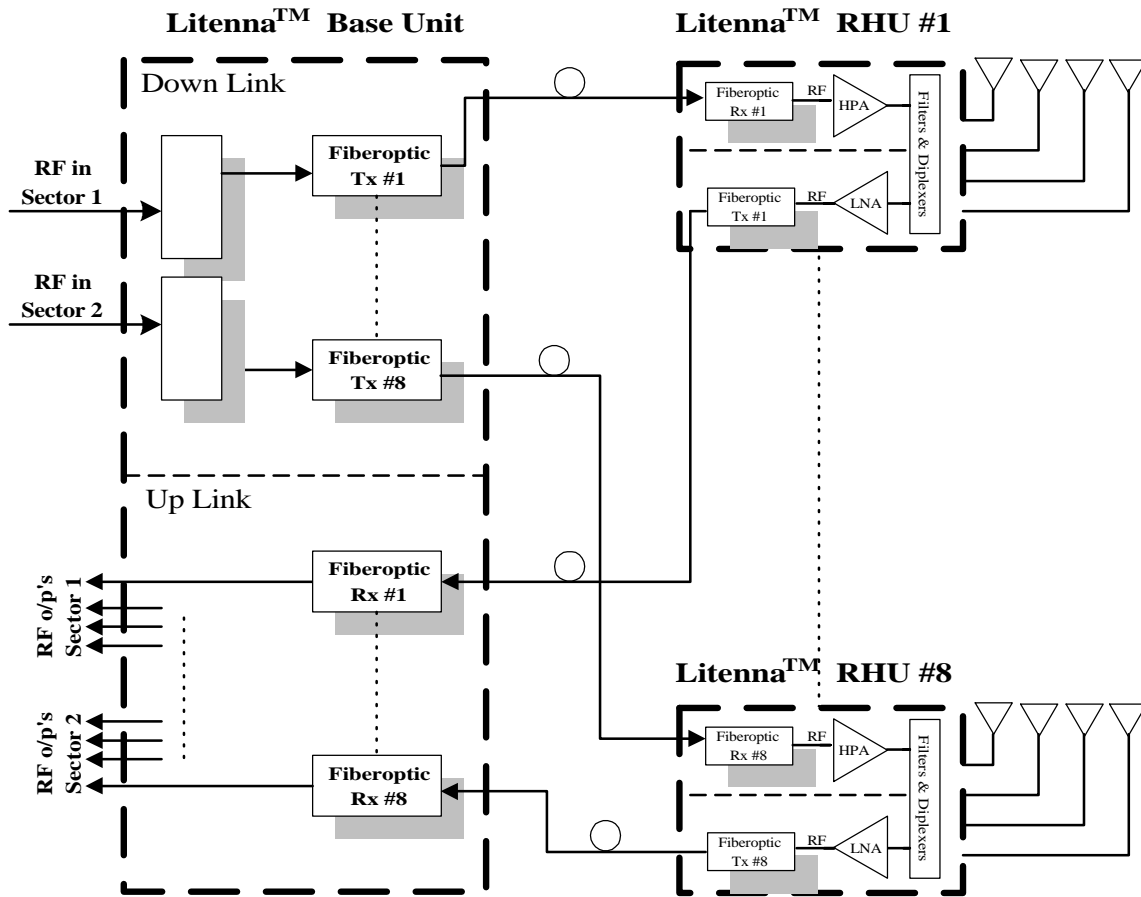 Litenna™ Base Unit
Down Link
RF in
Sector 1
RF in
Sector 2
Fiberoptic
Tx #1
Fiberoptic
Tx #8
Up Link
Fiberoptic
Rx #1
Fiberoptic
Rx #8
RF o/p's
Sector 1
RF o/p's
Sector 2
Litenna™ RHU #1
Fiberoptic
Rx #1
RF
HPA
Filters & Diplexers
Fiberoptic
Tx #1
RF
LNA
Litenna™ RHU #8
Fiberoptic
Rx #8
RF
HPA
Filters & Diplexers
Fiberoptic
Tx #8
RF
LNA